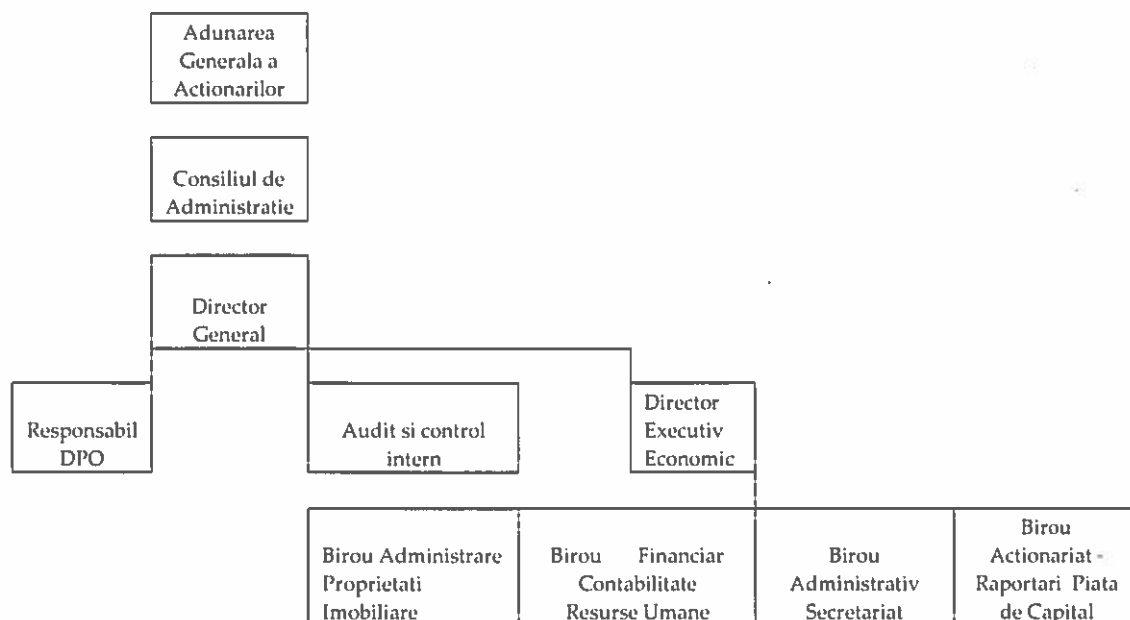 Adunarea
Generala a
Actionarilor
Consiliul de
Administratie
Director
General
Responsabil
DPO
Audit si control
intern
Director
Executiv
Economic
Birou Administrare
Proprietati
Imobiliare
Birou Financiar
Contabilitate
Resurse Umane
Birou
Administrativ
Secretariat
Birou
Actionariat -
Raportari Piata
de Capital